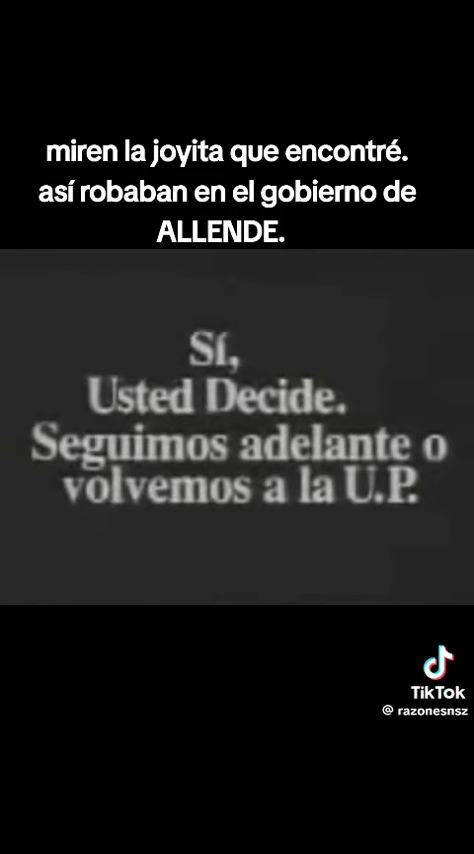 miren la joyita que encontré.
así robaban en el gobierno de
ALLENDE.
Sí,
Usted Decide.
Seguimos adelante o
volvemos a la U.P.
TikTok
@ razonesnsz